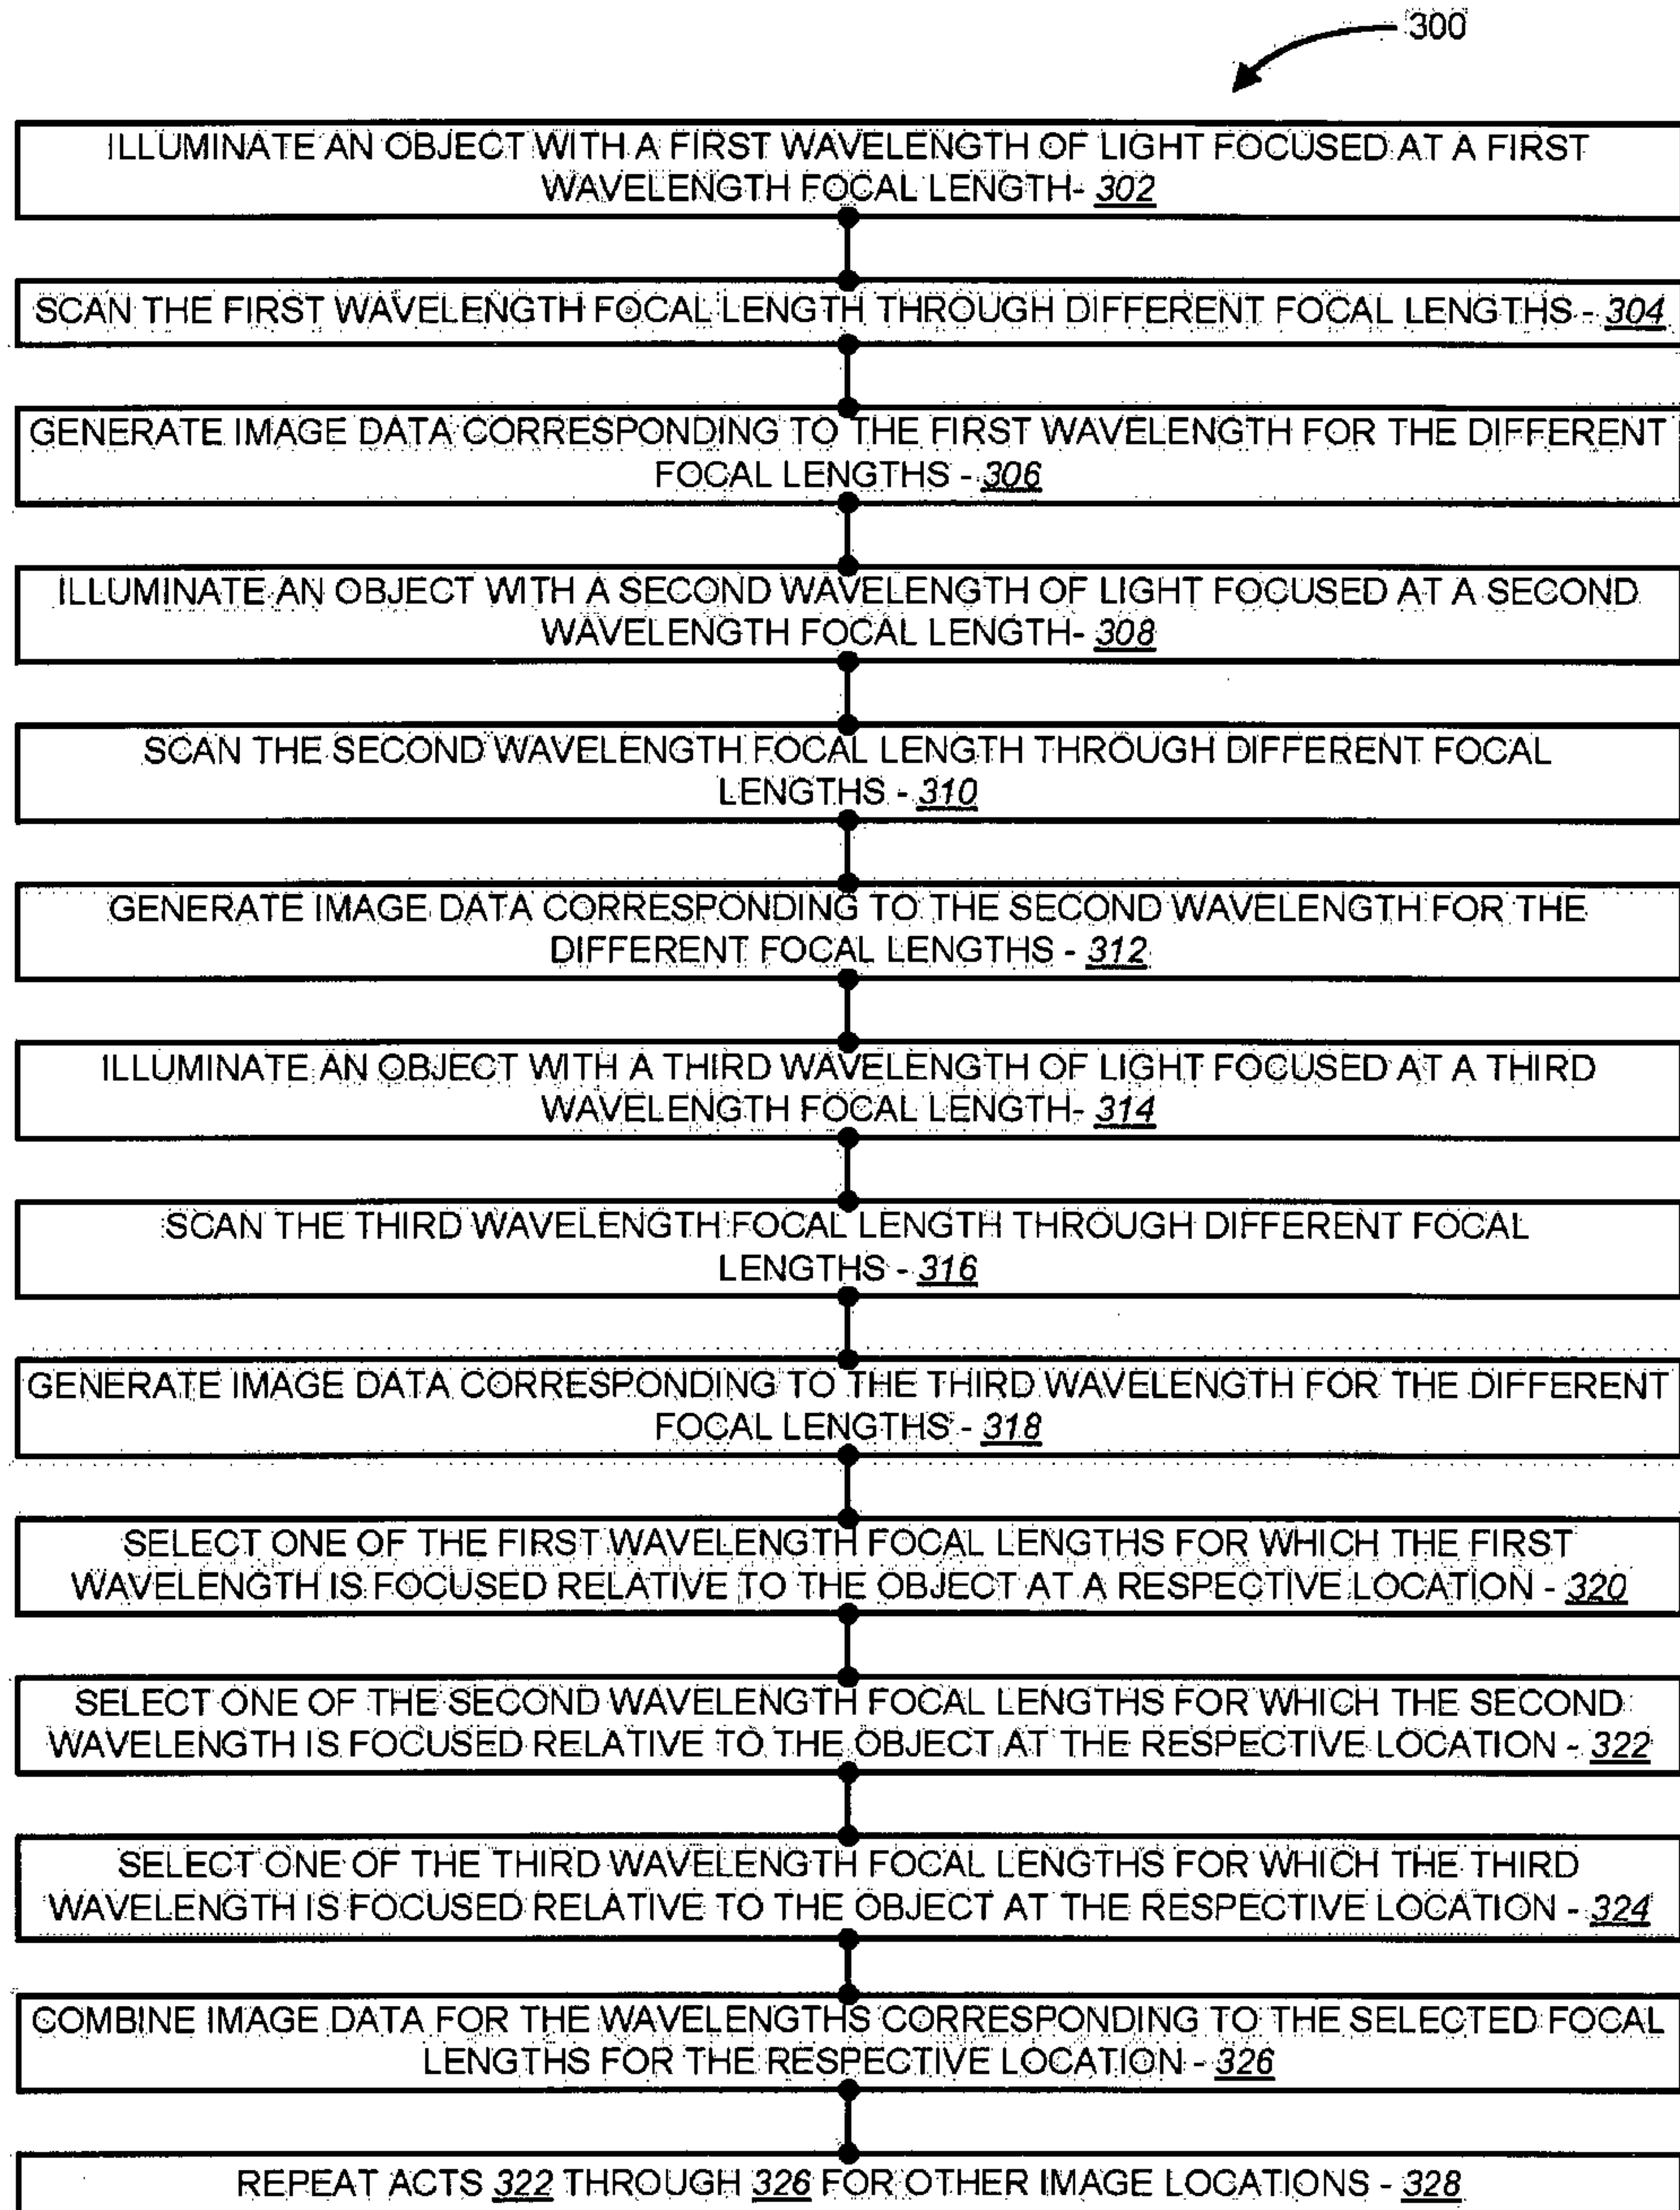 300
ILLUMINATE AN OBJECT WITH A FIRST WAVELENGTH OF LIGHT FOCUSED AT A FIRST
WAVELENGTH FOCAL LENGTH- 302
SCAN THE FIRST WAVELENGTH FOCAL LENGTH THROUGH DIFFERENT FOCAL LENGTHS - 304
GENERATE IMAGE DATA CORRESPONDING TO THE FIRST WAVELENGTH FOR THE DIFFERENT
FOCAL LENGTHS - 306
ILLUMINATE AN OBJECT WITH A SECOND WAVELENGTH OF LIGHT FOCUSED AT A SECOND
WAVELENGTH FOCAL LENGTH- 308
SCAN THE SECOND WAVELENGTH FOCAL LENGTH THROUGH DIFFERENT FOCAL
LENGTHS - 310
GENERATE IMAGE DATA CORRESPONDING TO THE SECOND WAVELENGTH FOR THE
DIFFERENT FOCAL LENGTHS - 312
ILLUMINATE AN OBJECT WITH A THIRD WAVELENGTH OF LIGHT FOCUSED AT A THIRD
WAVELENGTH FOCAL LENGTH- 314
SCAN THE THIRD WAVELENGTH FOCAL LENGTH THROUGH DIFFERENT FOCAL
LENGTHS - 316
GENERATE IMAGE DATA CORRESPONDING TO THE THIRD WAVELENGTH FOR THE DIFFERENT
FOCAL LENGTHS - 318
SELECT ONE OF THE FIRST WAVELENGTH FOCAL LENGTHS FOR WHICH THE FIRST
WAVELENGTH IS FOCUSED RELATIVE TO THE OBJECT AT A RESPECTIVE LOCATION - 320
SELECT ONE OF THE SECOND WAVELENGTH FOCAL LENGTHS FOR WHICH THE SECOND
WAVELENGTH IS FOCUSED RELATIVE TO THE OBJECT AT THE RESPECTIVE LOCATION - 322
SELECT ONE OF THE THIRD WAVELENGTH FOCAL LENGTHS FOR WHICH THE THIRD
WAVELENGTH IS FOCUSED RELATIVE TO THE OBJECT AT THE RESPECTIVE LOCATION - 324
COMBINE IMAGE DATA FOR THE WAVELENGTHS CORRESPONDING TO THE SELECTED FOCAL
LENGTHS FOR THE RESPECTIVE LOCATION - 326
REPEAT ACTS 322 THROUGH 326 FOR OTHER IMAGE LOCATIONS - 328